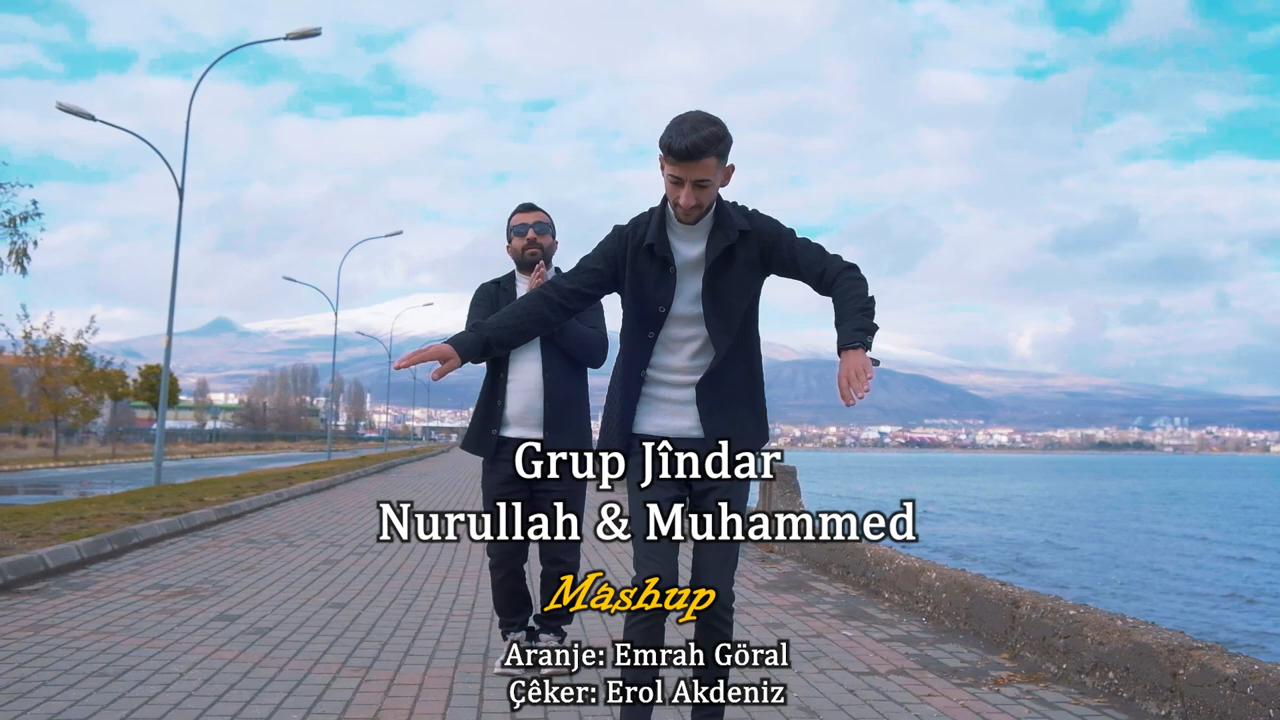 Grup Jîndar
Nurullah & Muhammed
Mashup
Aranje: Emrah Göral
Çêker: Erol Akdeniz